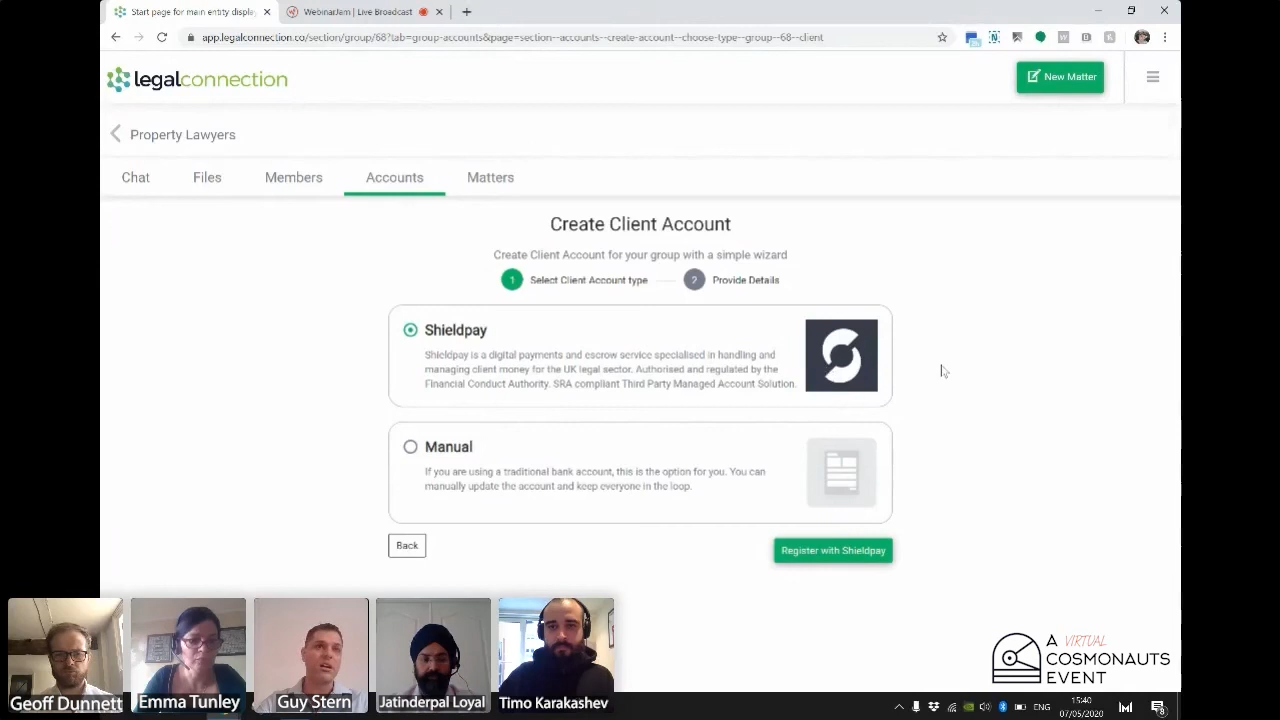 Start page for main entity display
WebinarJam | Live Broadcast
app.legalconnection.co/section/group/68?tab=group-accounts&page=section--accounts--create-account--choose-type--group--68--client
legalconnection
New Matter
Property Lawyers
Chat
Files
Members
Accounts
Matters
Create Client Account
Create Client Account for your group with a simple wizard
1 Select Client Account type
2 Provide Details
Shieldpay
Shieldpay is a digital payments and escrow service specialised in handling and
managing client money for the UK legal sector. Authorised and regulated by the
Financial Conduct Authority. SRA compliant Third Party Managed Account Solution.
Manual
If you are using a traditional bank account, this is the option for you. You can
manually update the account and keep everyone in the loop.
Back
Register with Shieldpay
Geoff Dunnett
Emma Tunley
Guy Stern
Jatinderpal Loyal
Timo Karakashev
A VIRTUAL
COSMONAUTS
EVENT
ENG
15:40
07/05/2020